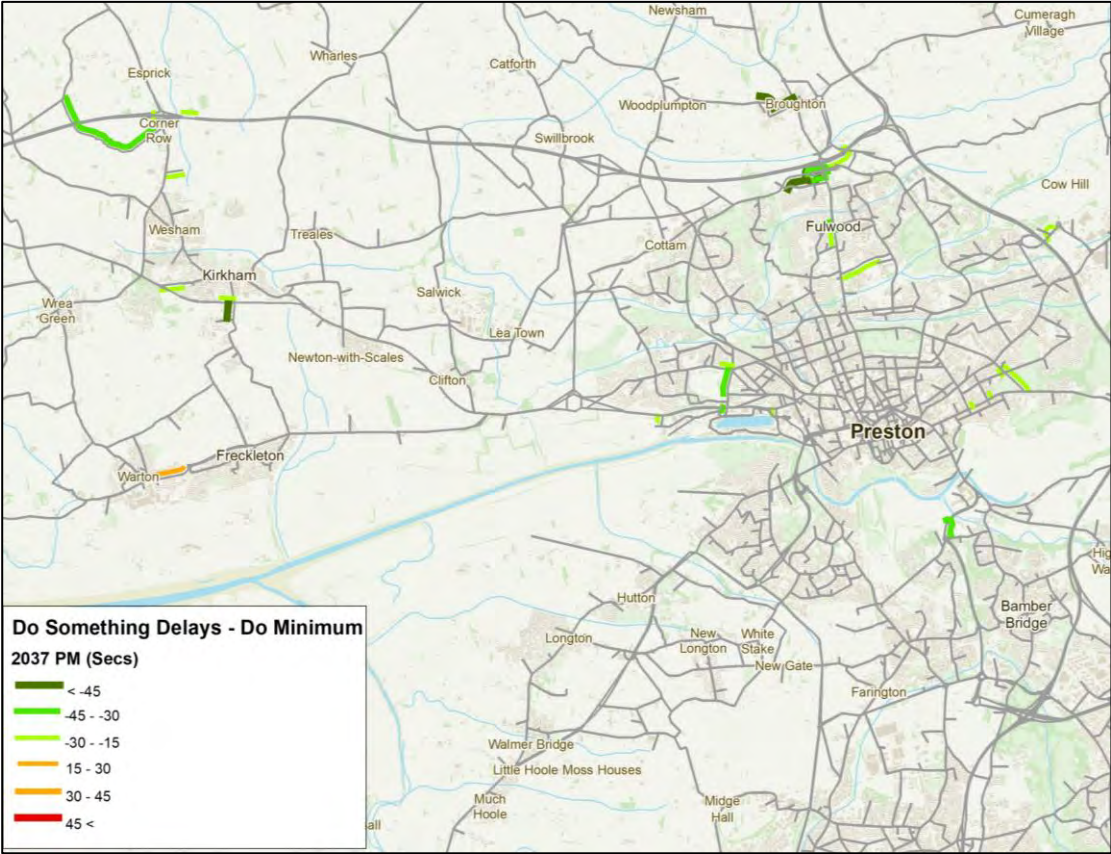 Newsham
Cumeragh
Village
Wharles
Catforth
Esprick
Woodplumpton
Broughton
Corner
Row
Swillbrook
Cow Hill
Wesham
Treales
Fulwood
Cottam
Kirkham
Salwick
Wrea
Green
Lea Town
Newton-with-Scales
Clifton
Preston
Freckleton
Warton
Hutton
Bamber
Bridge
Longton
New
Longton
White
Stake
New Gate
Farington
Walmer Bridge
Little Hoole Moss Houses
Much
Hoole
Midge
Hall
Hig
Wa
all
Do Something Delays - Do Minimum
2037 PM (Secs)
< -45
-45 - -30
-30 - -15
15 - 30
30 - 45
45 <